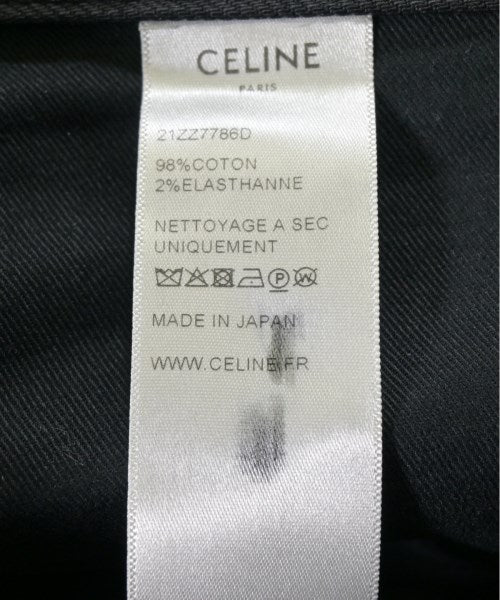 CELINE
PARIS
21ZZ7786D
98%COTON
2%ELASTHANNE
NETTOYAGE A SEC
UNIQUEMENT
P W
MADE IN JAPAN
WWW.CELINE.FR